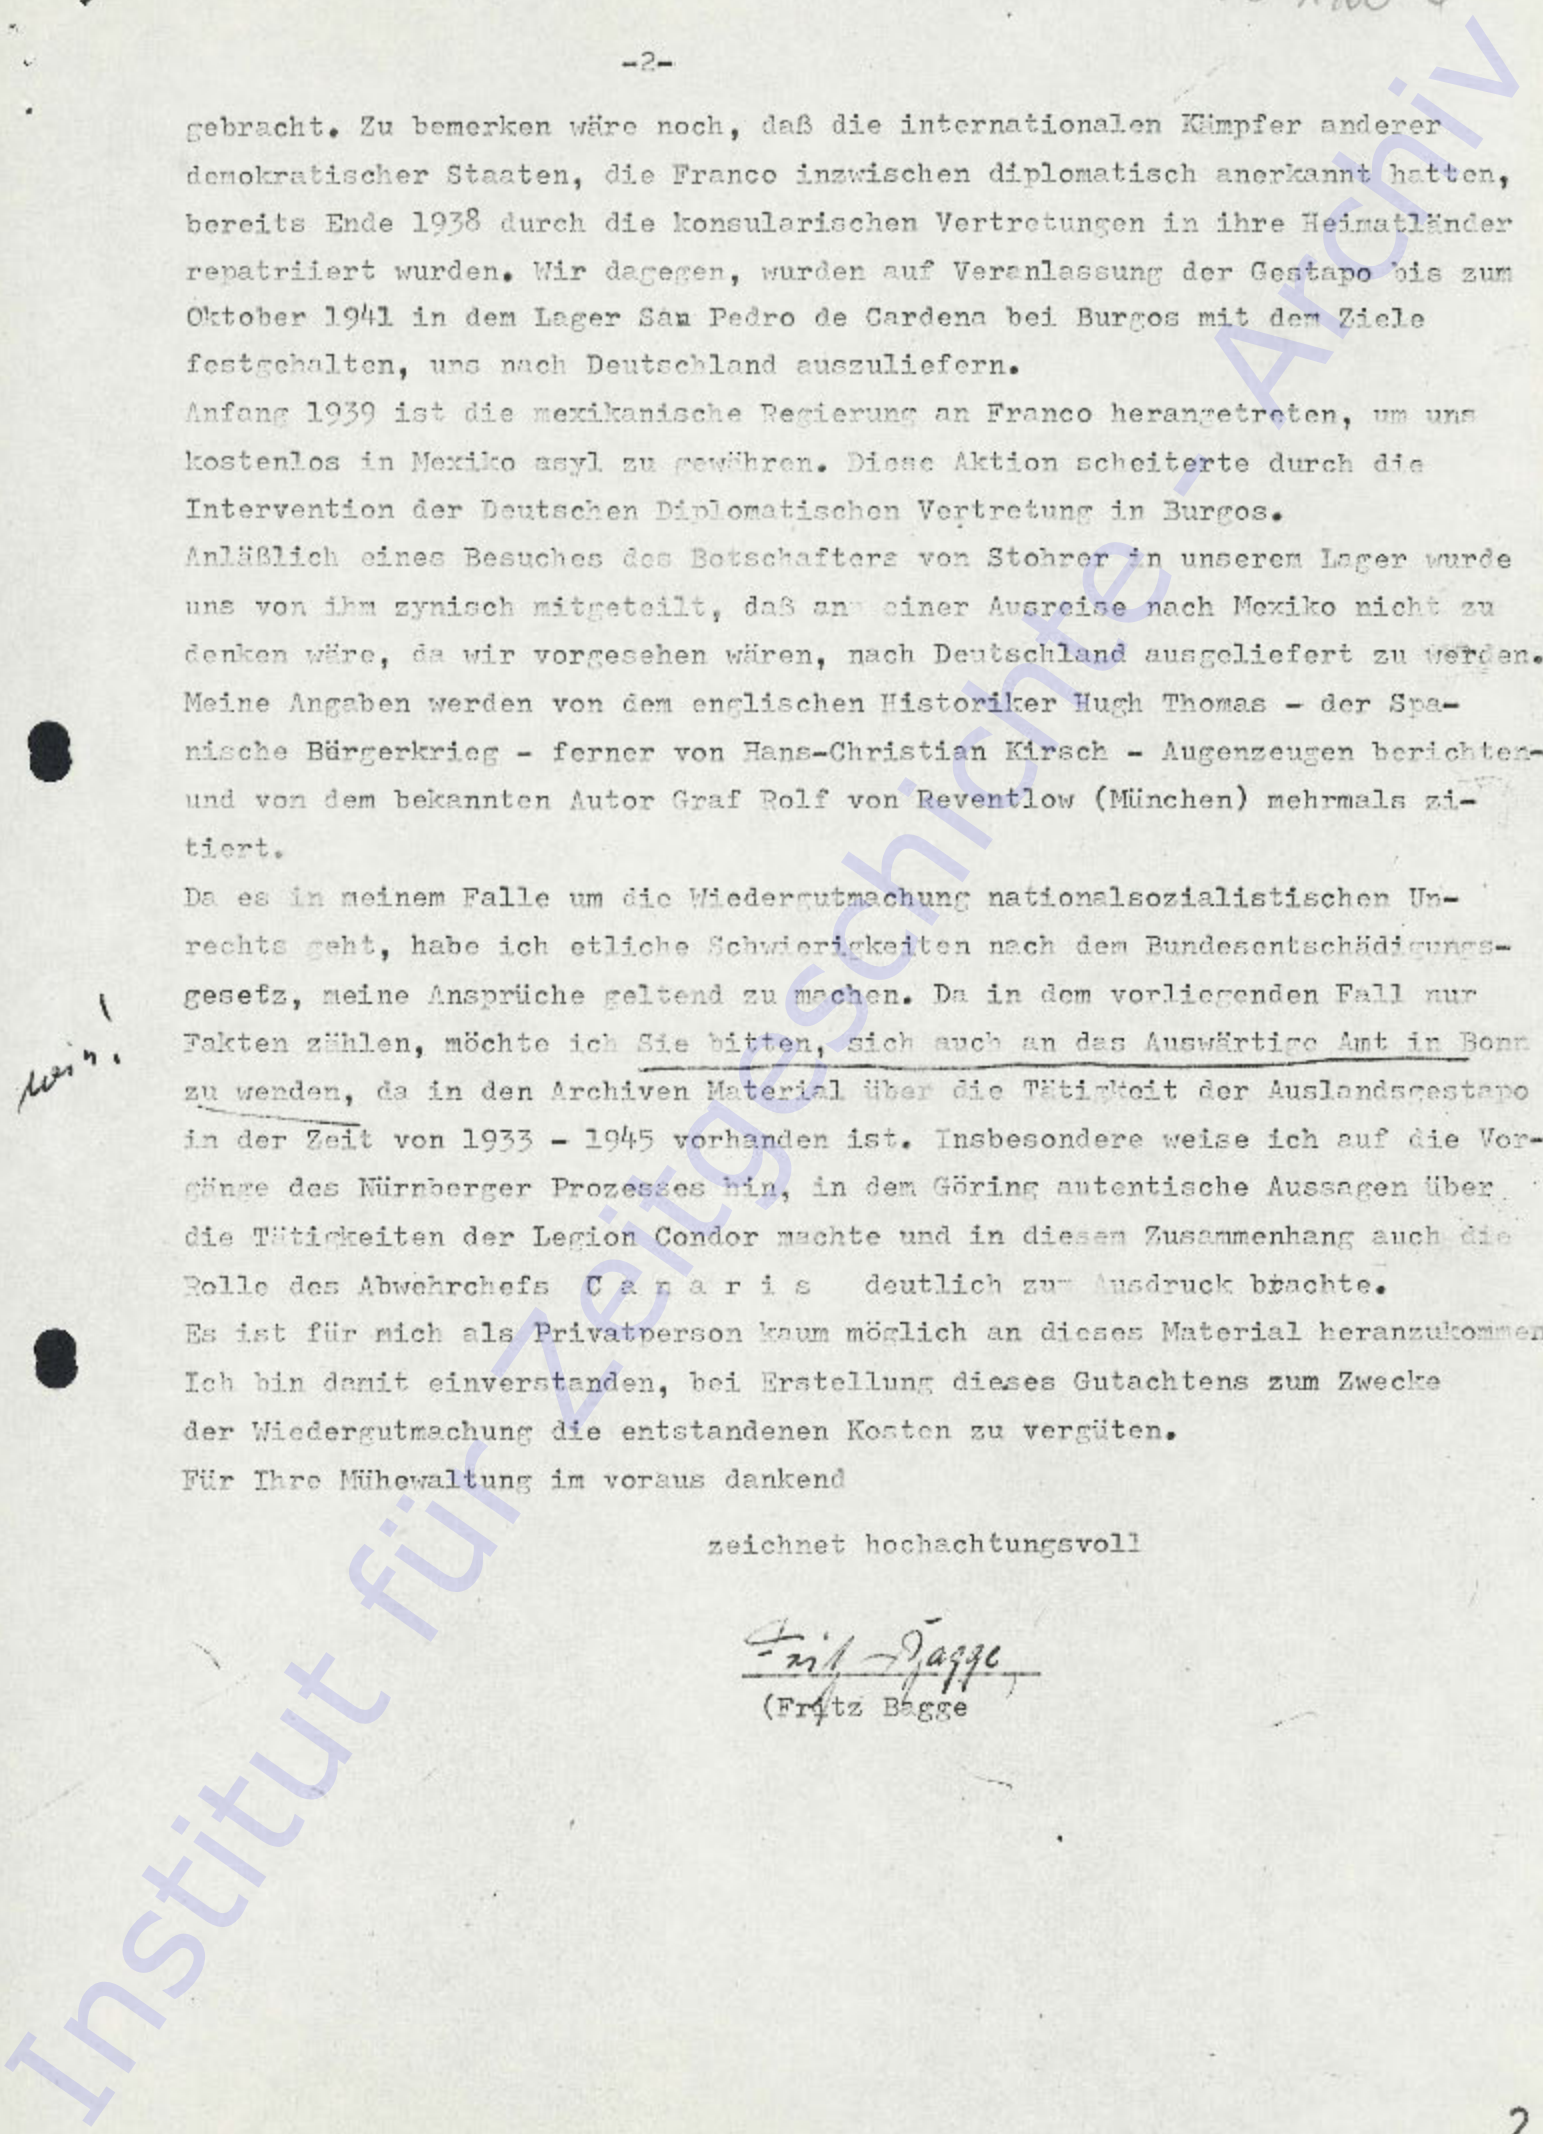 -2-
gebracht. Zu bemerken wäre noch, daß die internationalen Kämpfer anderer
demokratischer Staaten, die Franco inzwischen diplomatisch anerkannt hatten,
bereits Ende 1938 durch die konsularischen Vertretungen in ihre Heimatländer
repatriiert wurden. Wir dagegen, wurden auf Veranlassung der Gestapo bis zum
Oktober 1941 in dem Lager San Pedro de Cardena bei Burgos mit dem Ziele
festgehalten, uns nach Deutschland auszuliefern.
Anfang 1939 ist die mexikanische Regierung an Franco herangetreten, um uns
kostenlos in Mexiko asyl zu gewähren. Diese Aktion scheiterte durch die
Intervention der Deutschen Diplomatischen Vertretung in Burgos.
Anläßlich eines Besuches des Botschafters von Stohrer in unserem Lager wurde
uns von ihm zynisch mitgeteilt, daß an einer Ausreise nach Mexiko nicht zu
denken wäre, da wir vorgesehen wären, nach Deutschland ausgeliefert zu werden.
Meine Angaben werden von dem englischen Historiker Hugh Thomas - der Spa-
nische Bürgerkrieg - ferner von Hans-Christian Kirsch - Augenzeugen berichten-
und von dem bekannten Autor Graf Rolf von Reventlow (München) mehrmals zi-
tiert.
Da es in meinem Falle um die Wiedergutmachung nationalsozialistischen Un-
rechts geht, habe ich etliche Schwierigkeiten nach dem Bundesentschädigungs-
gesetz, meine Ansprüche geltend zu machen. Da in dem vorliegenden Fall nur
Fakten zählen, möchte ich Sie bitten, sich auch an das Auswärtige Amt in Bonn
nein!
zu wenden, da in den Archiven Material über die Tätigkeit der Auslandsgestapo
in der Zeit von 1933 - 1945 vorhanden ist. Insbesondere weise ich auf die Vor-
gänge des Nürnberger Prozesses hin, in dem Göring autentische Aussagen über
die Tätigkeiten der Legion Condor machte und in diesem Zusammenhang auch die
Rolle des Abwehrchefs C a n a r i s deutlich zum Ausdruck brachte.
Es ist für mich als Privatperson kaum möglich an dieses Material heranzukommen
Ich bin damit einverstanden, bei Erstellung dieses Gutachtens zum Zwecke
der Wiedergutmachung die entstandenen Kosten zu vergüten.
Für Ihre Mühewaltung im voraus dankend
zeichnet hochachtungsvoll
Fritz Bagge
(Fritz Bagge
2
Institut für Zeitgeschichte - Archiv